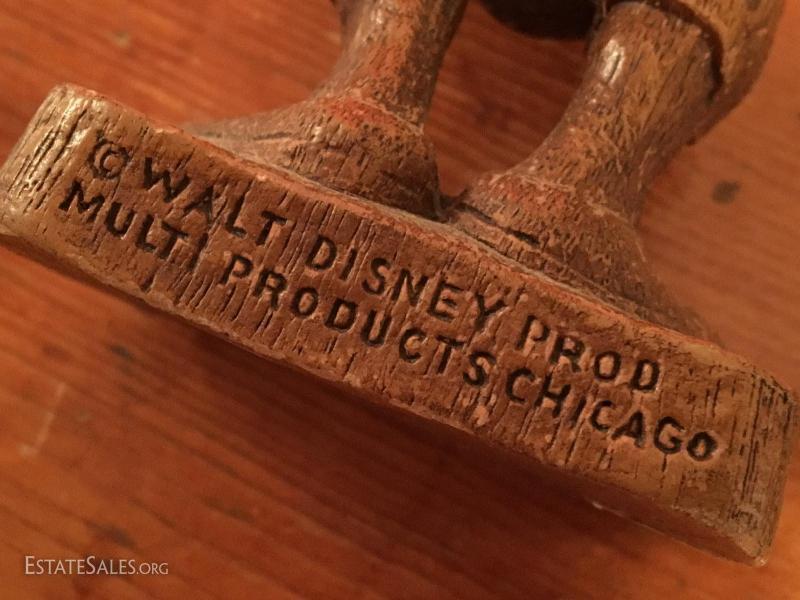 © WALT DISNEY PROD
MULTI PRODUCTS CHICAGO
ESTATESALES.ORG